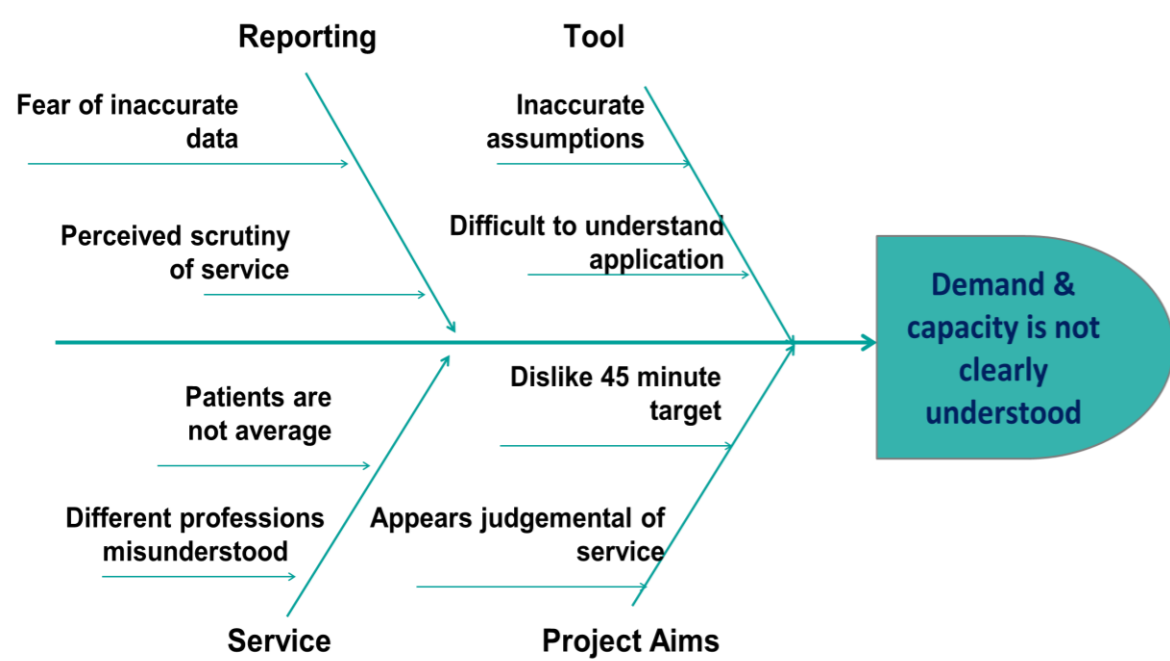 Reporting
Tool
Fear of inaccurate
data
Inaccurate
assumptions
Perceived scrutiny
of service
Difficult to understand
application
Demand &
capacity is not
clearly
understood
Patients are
not average
Dislike 45 minute
target
Different professions
misunderstood
Appears judgemental of
service
Service
Project Aims